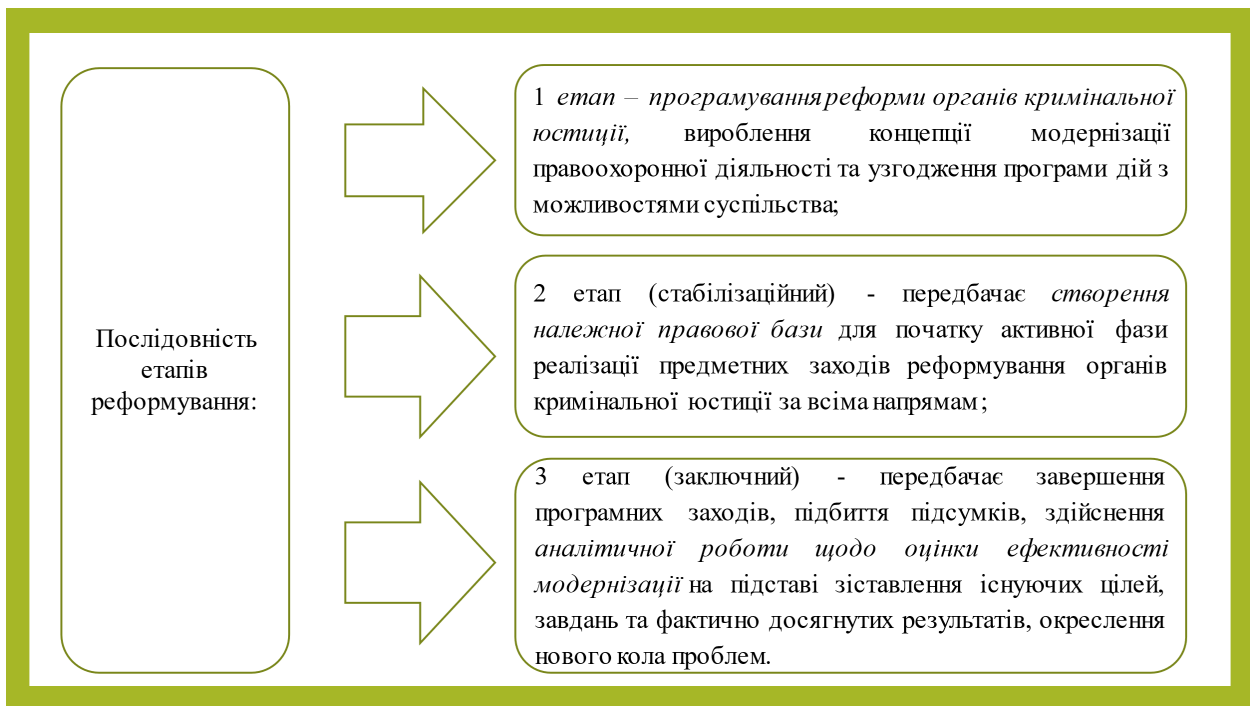 Послідовність
етапів
реформування:
1 етап – програмування реформи органів кримінальної
юстиції, вироблення концепції модернізації
правоохоронної діяльності та узгодження програми дій з
можливостями суспільства;
2 етап (стабілізаційний) - передбачає створення
належної правової бази для початку активної фази
реалізації предметних заходів реформування органів
кримінальної юстиції за всіма напрямам;
3 етап (заключний) - передбачає завершення
програмних заходів, підбиття підсумків, здійснення
аналітичної роботи щодо оцінки ефективності
модернізації на підставі зіставлення існуючих цілей,
завдань та фактично досягнутих результатів, окреслення
нового кола проблем.